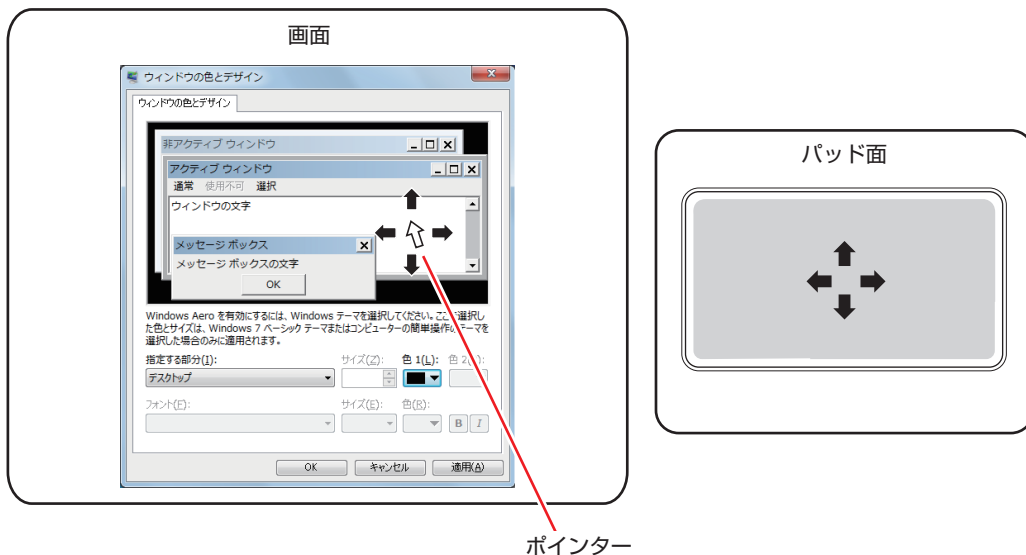 画面
ウィンドウの色とデザイン
ウィンドウの色とデザイン
非アクティブ ウィンドウ
アクティブ ウィンドウ
通常 使用不可 選択
ウィンドウの文字
メッセージ ボックス
メッセージ ボックスの文字
OK
Windows Aero を有効にするには、Windows テーマを選択してください。ここで選択し
た色とサイズは、Windows 7 ベーシック テーマまたはコンピューターの簡単操作のテーマを
選択した場合のみに適用されます。
指定する部分(I): サイズ(Z): 色 1(L): 色 2
デスクトップ
フォント(F): サイズ(E): 色(R):
B I
OK キャンセル 適用(A)
パッド面
ポインター